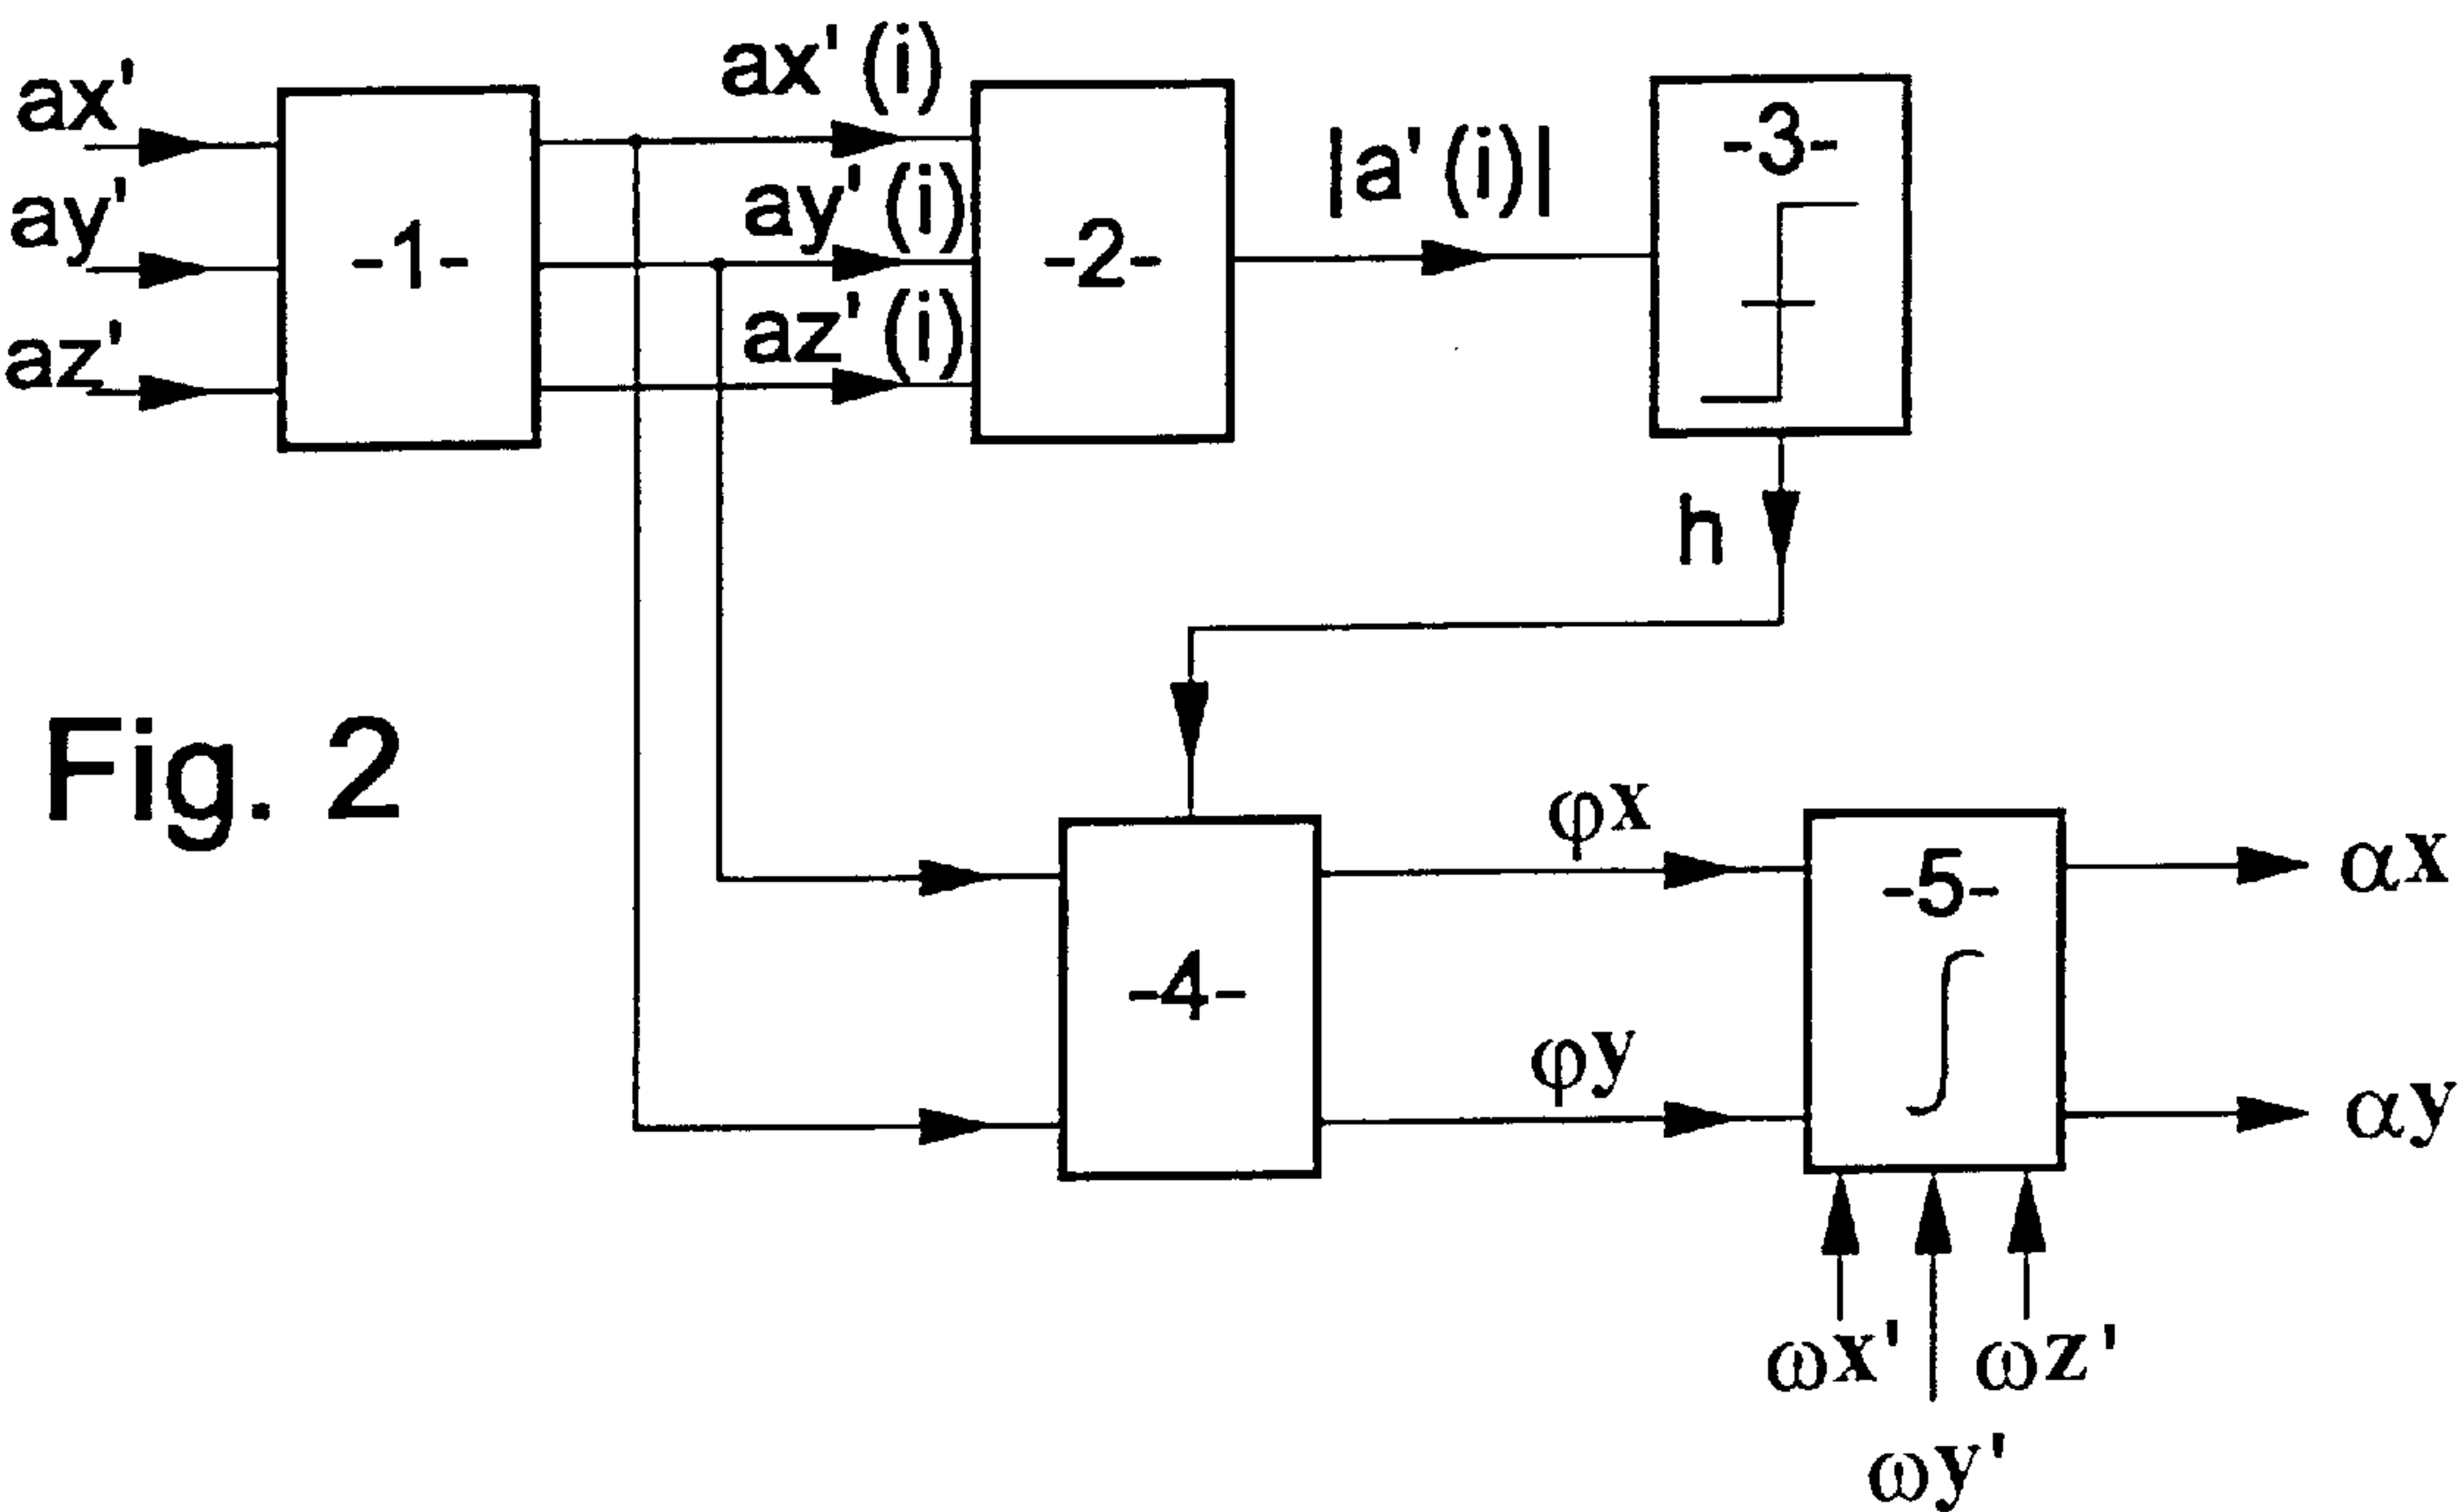 ax'
ay'
az'
-1-
ax'(i)
ay'(i)
az'(i)
-2-
|a'(i)|
-3-
h
Fig. 2
-4-
φx
φy
-5-
αx
αy
ωx'
ωz'
ωy'